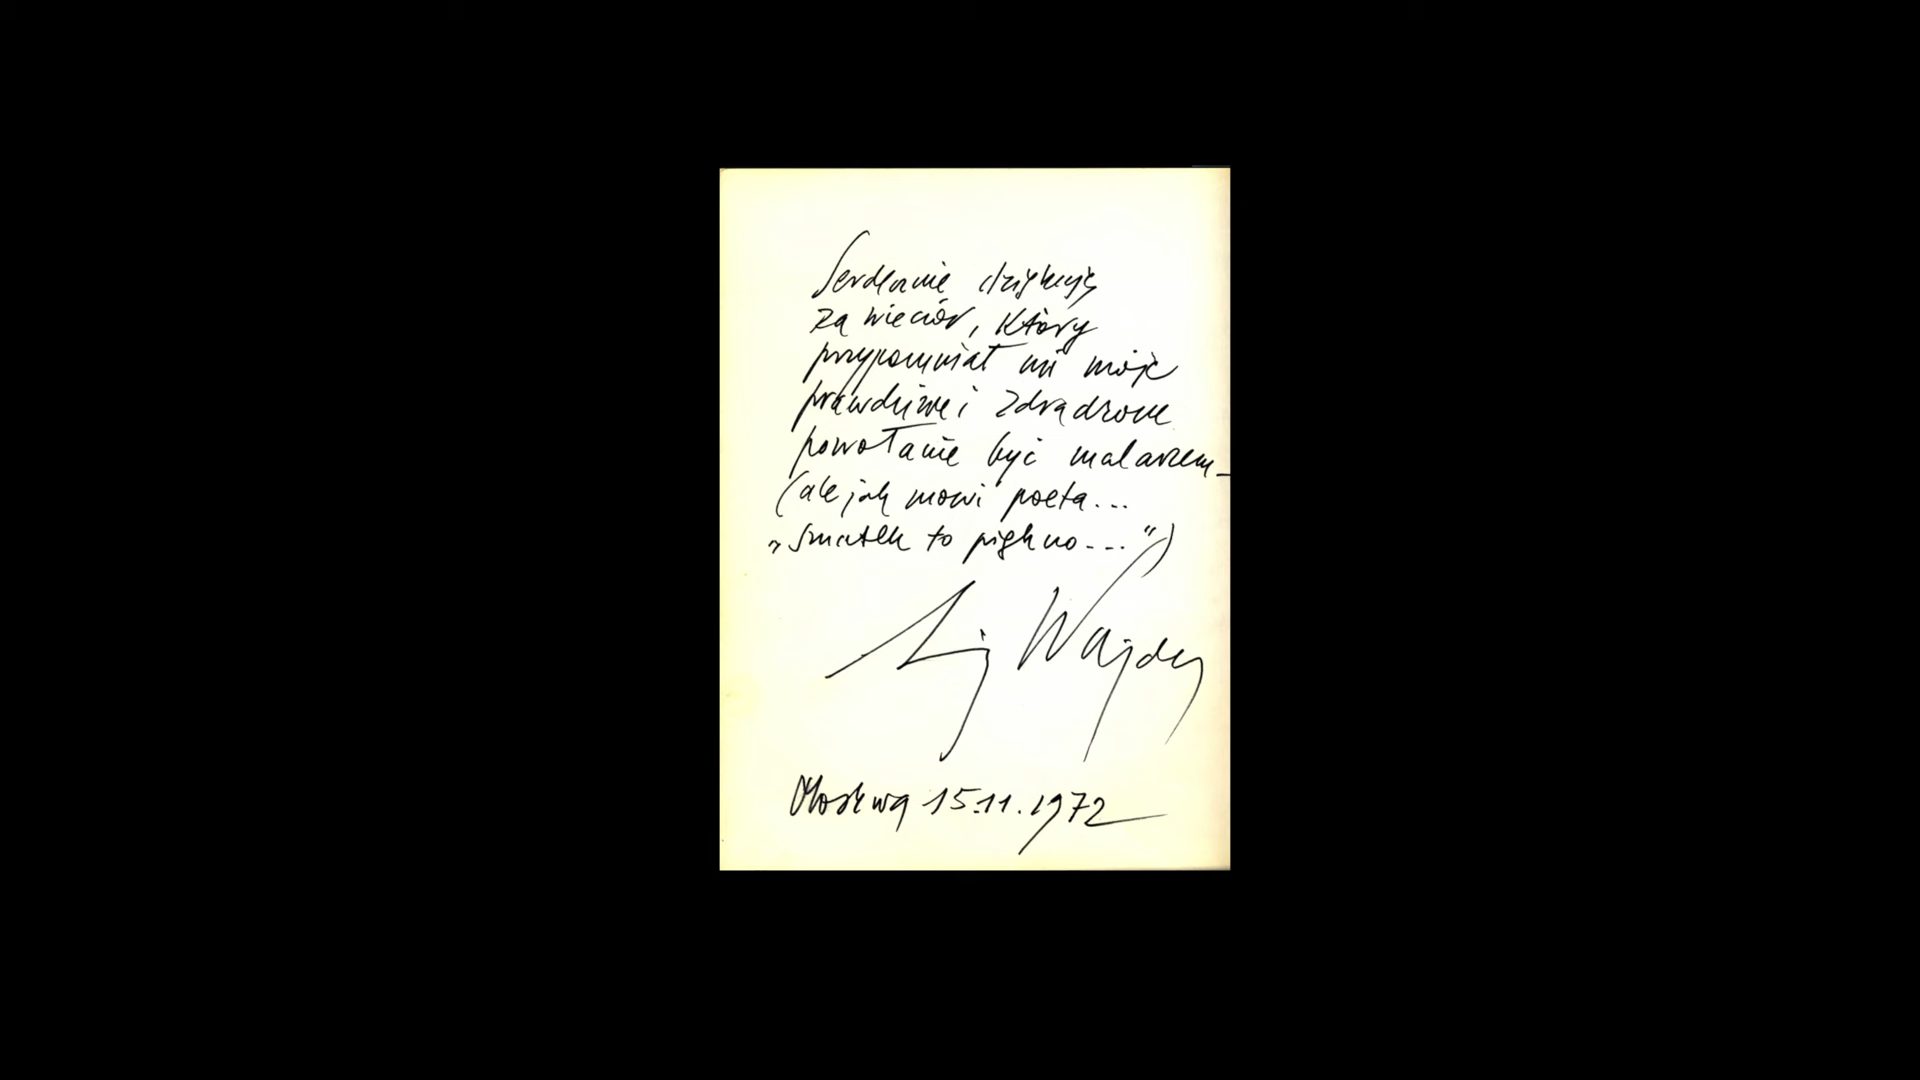 Serdecznie dziękuję
za wieczór, który
przypomniał mi moje
prawdziwe i zdradzone
powołanie być malarzem -
(ale jak mówi poeta...
„smutek to piękno...")
Wajda
Moskwa 15.11.1972